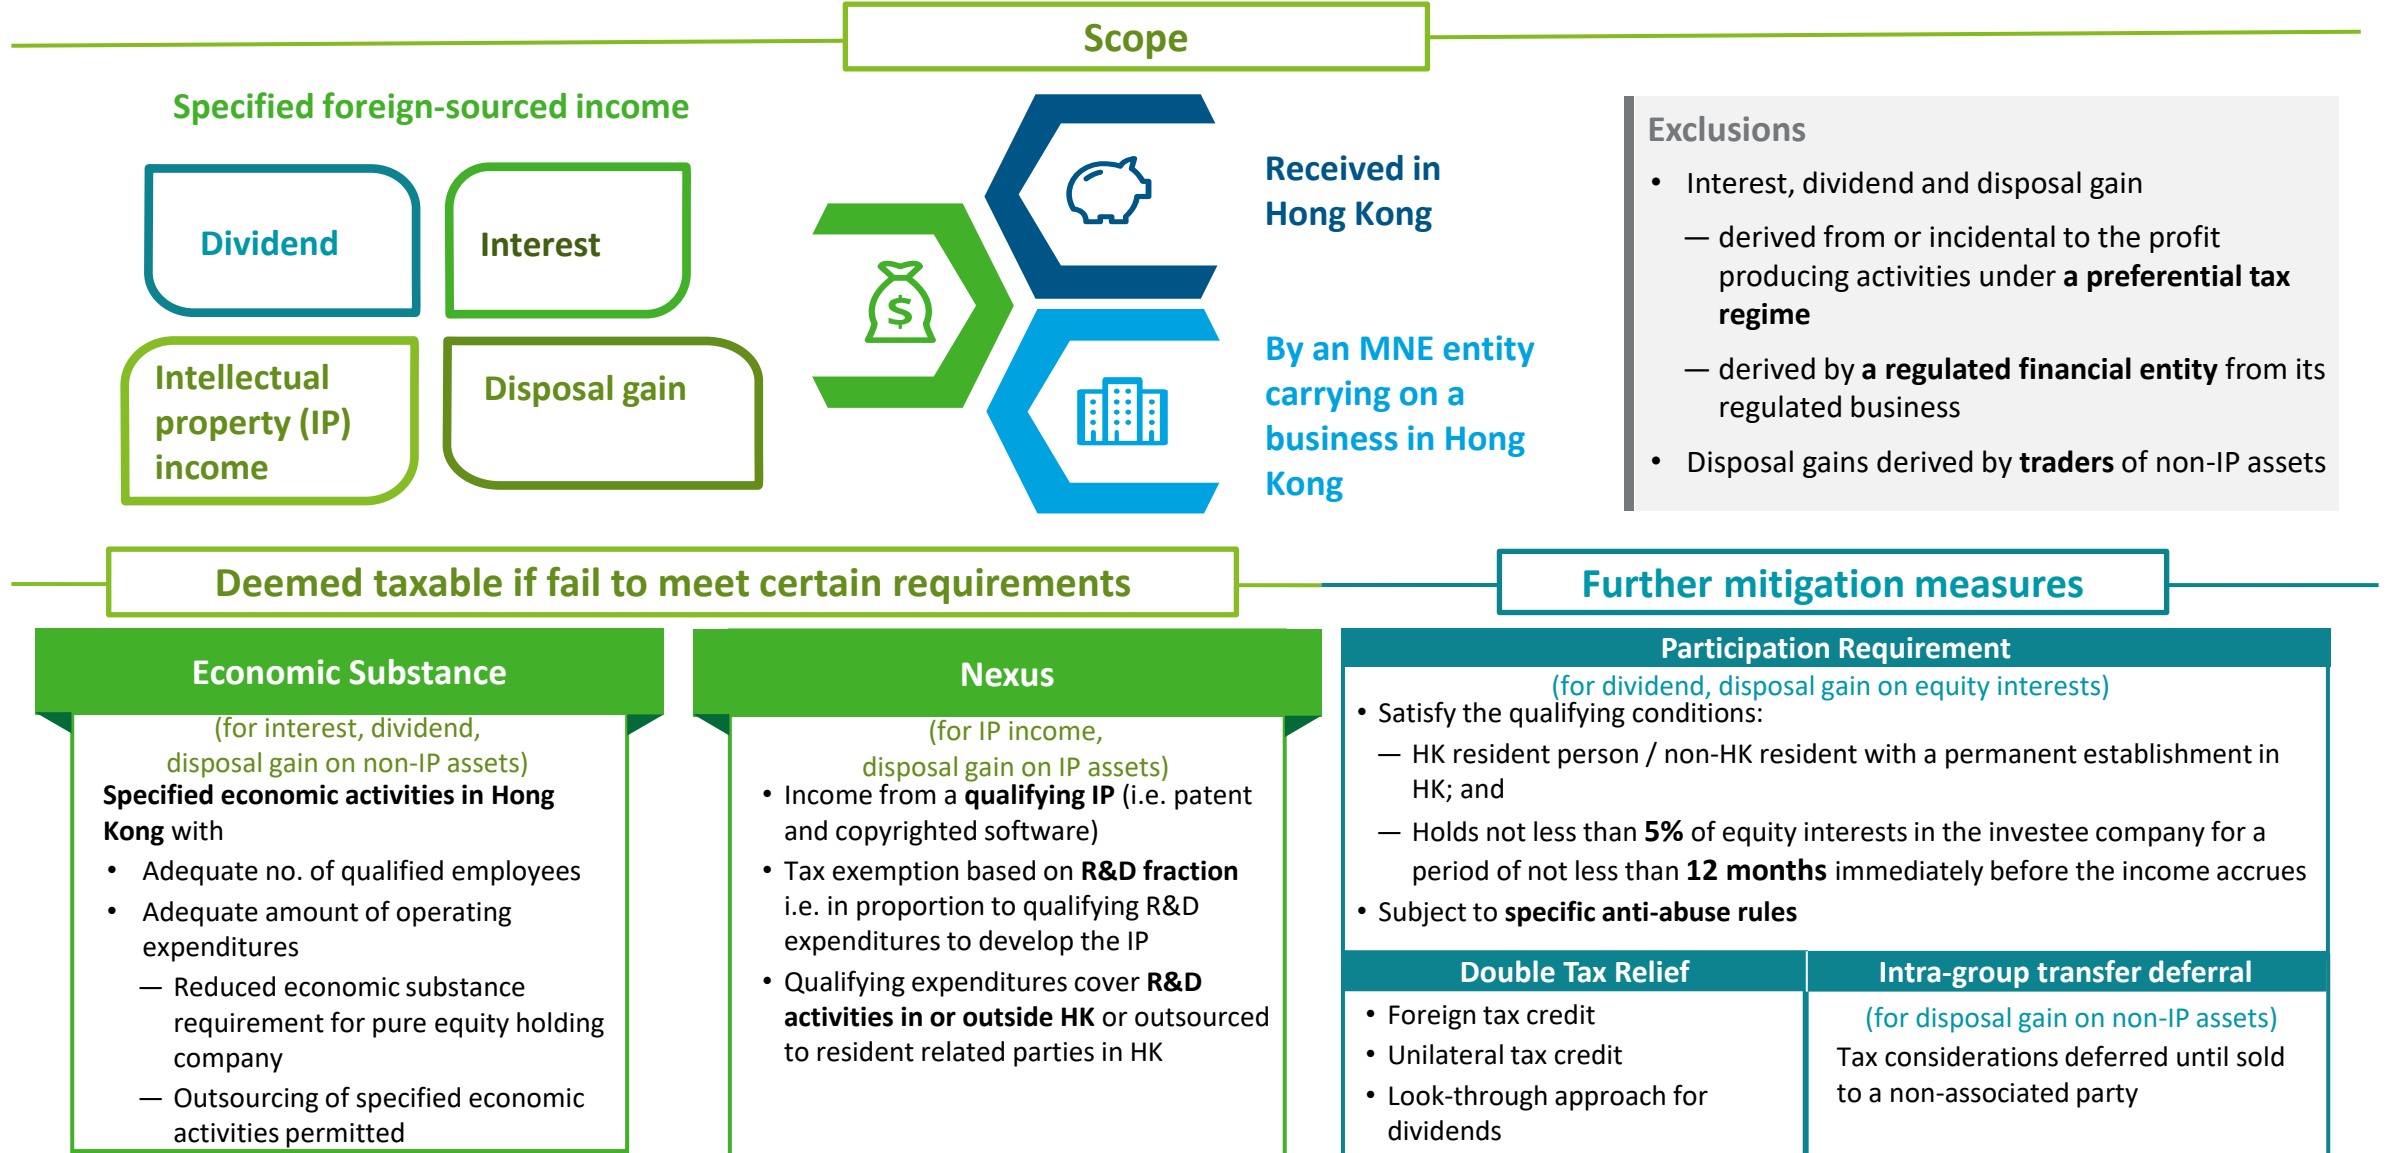 Scope
Specified foreign-sourced income
Dividend
Interest
Intellectual
property (IP)
income
Disposal gain
$
Received in
Hong Kong
By an MNE entity
carrying on a
business in Hong
Kong
Exclusions
• Interest, dividend and disposal gain
— derived from or incidental to the profit
producing activities under a preferential tax
regime
— derived by a regulated financial entity from its
regulated business
• Disposal gains derived by traders of non-IP assets
Deemed taxable if fail to meet certain requirements
Economic Substance
(for interest, dividend,
disposal gain on non-IP assets)
Specified economic activities in Hong
Kong with
• Adequate no. of qualified employees
• Adequate amount of operating
expenditures
— Reduced economic substance
requirement for pure equity holding
company
— Outsourcing of specified economic
activities permitted
Nexus
(for IP income,
disposal gain on IP assets)
• Income from a qualifying IP (i.e. patent
and copyrighted software)
• Tax exemption based on R&D fraction
i.e. in proportion to qualifying R&D
expenditures to develop the IP
• Qualifying expenditures cover R&D
activities in or outside HK or outsourced
to resident related parties in HK
Further mitigation measures
Participation Requirement
(for dividend, disposal gain on equity interests)
• Satisfy the qualifying conditions:
— HK resident person / non-HK resident with a permanent establishment in
HK; and
— Holds not less than 5% of equity interests in the investee company for a
period of not less than 12 months immediately before the income accrues
• Subject to specific anti-abuse rules
Double Tax Relief
• Foreign tax credit
• Unilateral tax credit
• Look-through approach for
dividends
Intra-group transfer deferral
(for disposal gain on non-IP assets)
Tax considerations deferred until sold
to a non-associated party